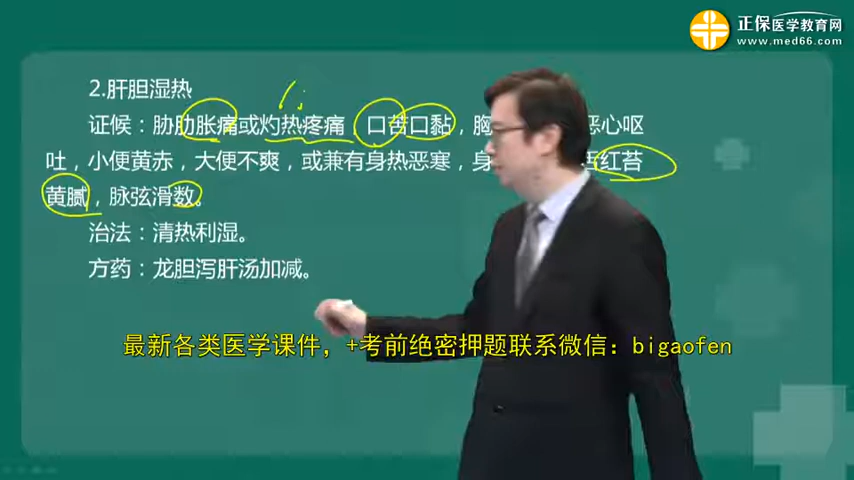 正保医学教育网
www.med66.com
2.肝胆湿热
证候：胁肋胀痛或灼热疼痛，口苦口黏，胸 恶心呕
吐，小便黄赤，大便不爽，或兼有身热恶寒，身 舌红苔
黄腻，脉弦滑数。
治法：清热利湿。
方药：龙胆泻肝汤加减。
最新各类医学课件，+考前绝密押题联系微信：bigaofen